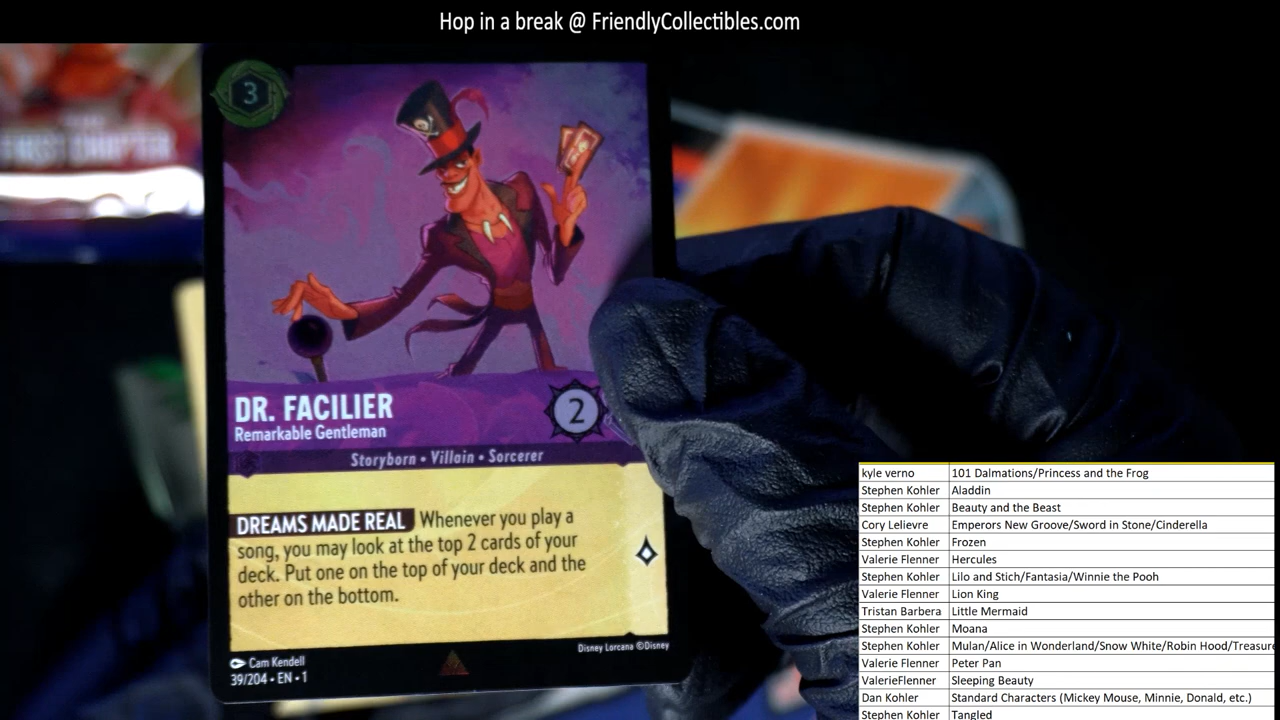 Hop in a break @ FriendlyCollectibles.com
FIRST CHAPTER
3
DR. FACILIER
Remarkable Gentleman
2
Storyborn • Villain • Sorcerer
DREAMS MADE REAL Whenever you play a
song, you may look at the top 2 cards of your
deck. Put one on the top of your deck and the
other on the bottom.
Disney Lorcana ©Disney
Cam Kendell
39/204 • EN • 1
kyle verno 101 Dalmations/Princess and the Frog
Stephen Kohler Aladdin
Stephen Kohler Beauty and the Beast
Cory Lelievre Emperors New Groove/Sword in Stone/Cinderella
Stephen Kohler Frozen
Valerie Flenner Hercules
Stephen Kohler Lilo and Stich/Fantasia/Winnie the Pooh
Valerie Flenner Lion King
Tristan Barbera Little Mermaid
Stephen Kohler Moana
Stephen Kohler Mulan/Alice in Wonderland/Snow White/Robin Hood/Treasure
Valerie Flenner Peter Pan
ValerieFlenner Sleeping Beauty
Dan Kohler Standard Characters (Mickey Mouse, Minnie, Donald, etc.)
Stephen Kohler Tangled